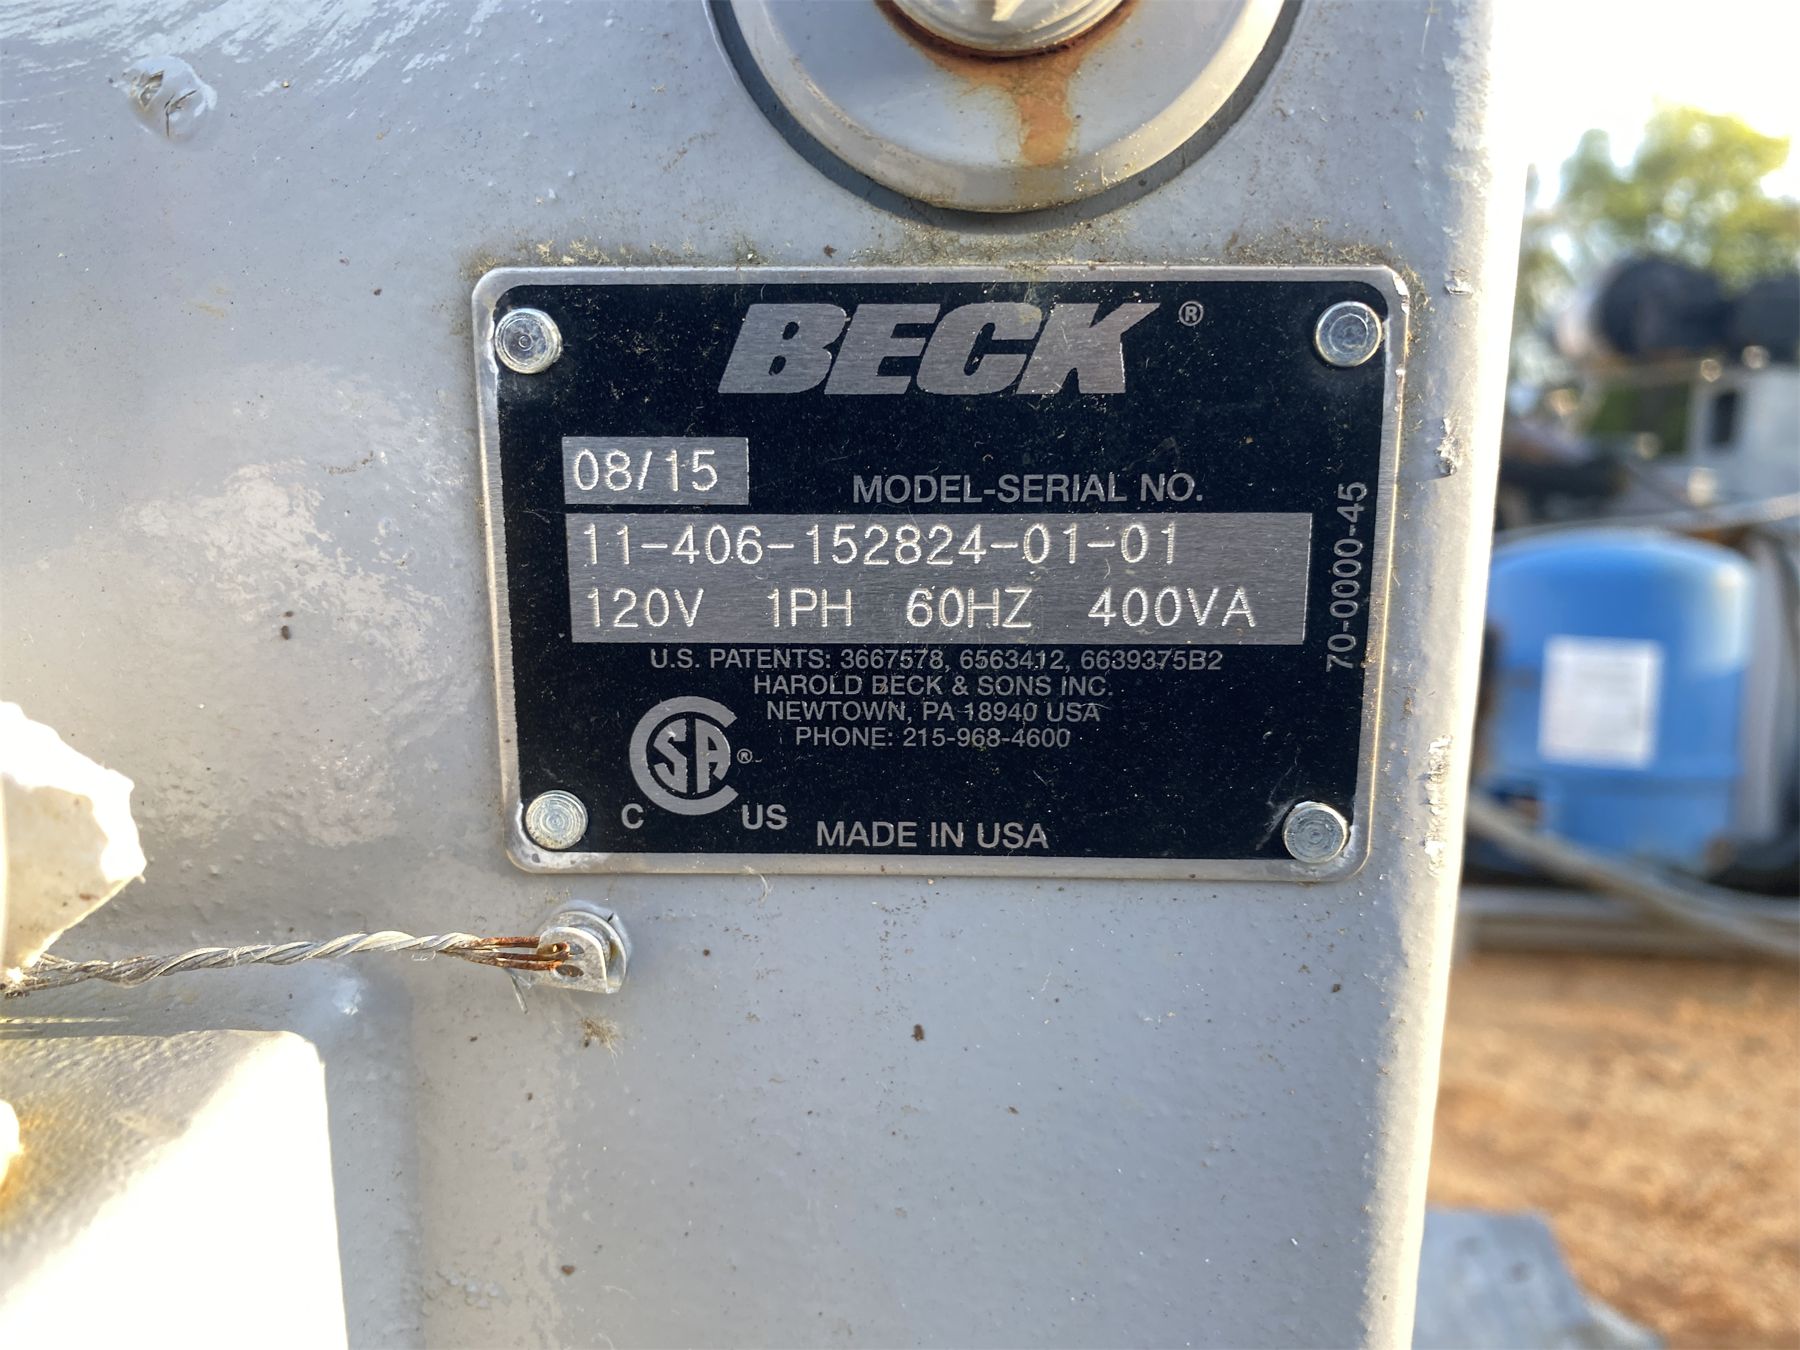 BECK ®
08/15
MODEL-SERIAL NO.
11-406-152824-01-01
120V 1PH 60HZ 400VA
U.S. PATENTS: 3667578, 6563412, 6639375B2
HAROLD BECK & SONS INC.
NEWTOWN, PA 18940 USA
PHONE: 215-968-4600
CSA ®
C US
MADE IN USA
70-0000-45